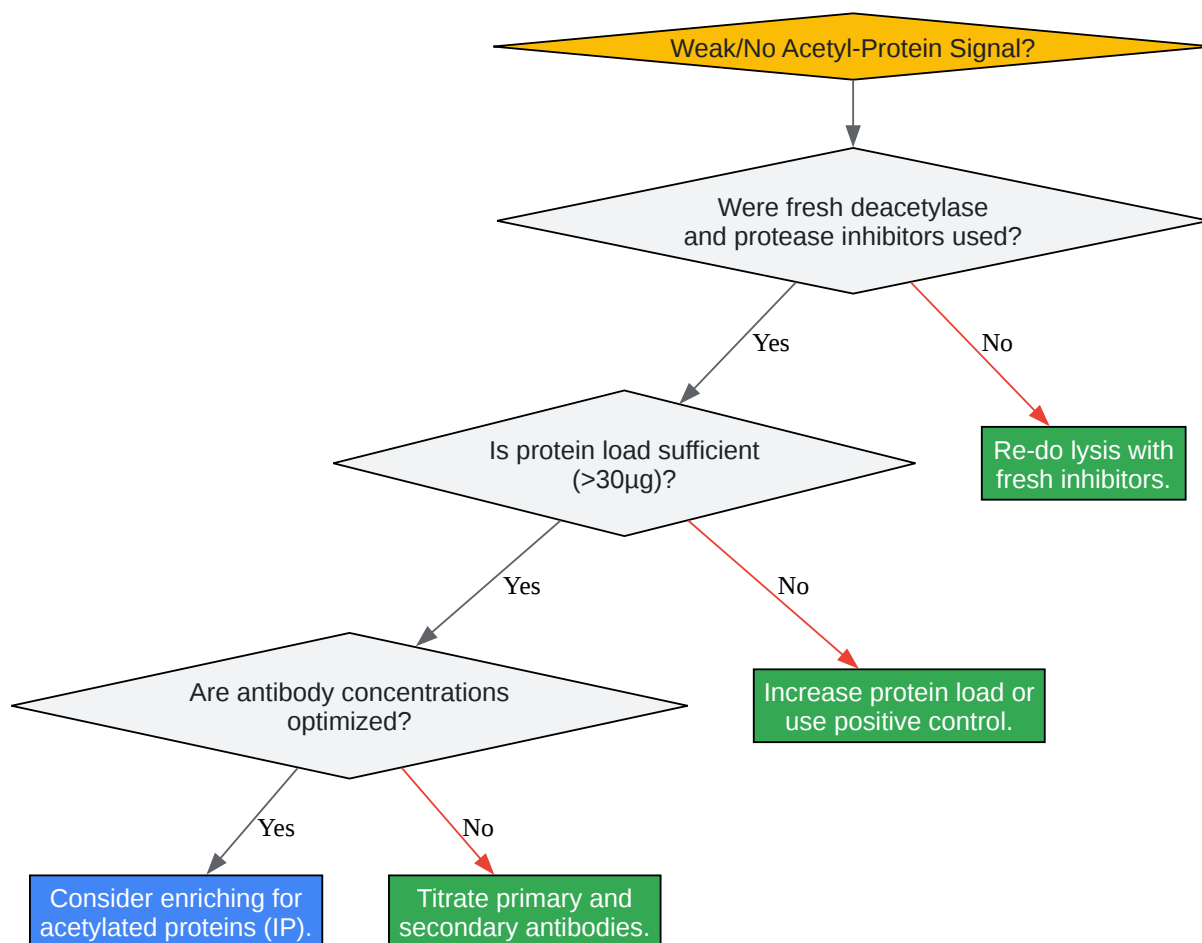 Weak/No Acetyl-Protein Signal?
Were fresh deacetylase
and protease inhibitors used?
Yes
No
Is protein load sufficient
(>30µg)?
Re-do lysis with
fresh inhibitors.
Yes
No
Are antibody concentrations
optimized?
Increase protein load or
use positive control.
Yes
No
Consider enriching for
acetylated proteins (IP).
Titrate primary and
secondary antibodies.